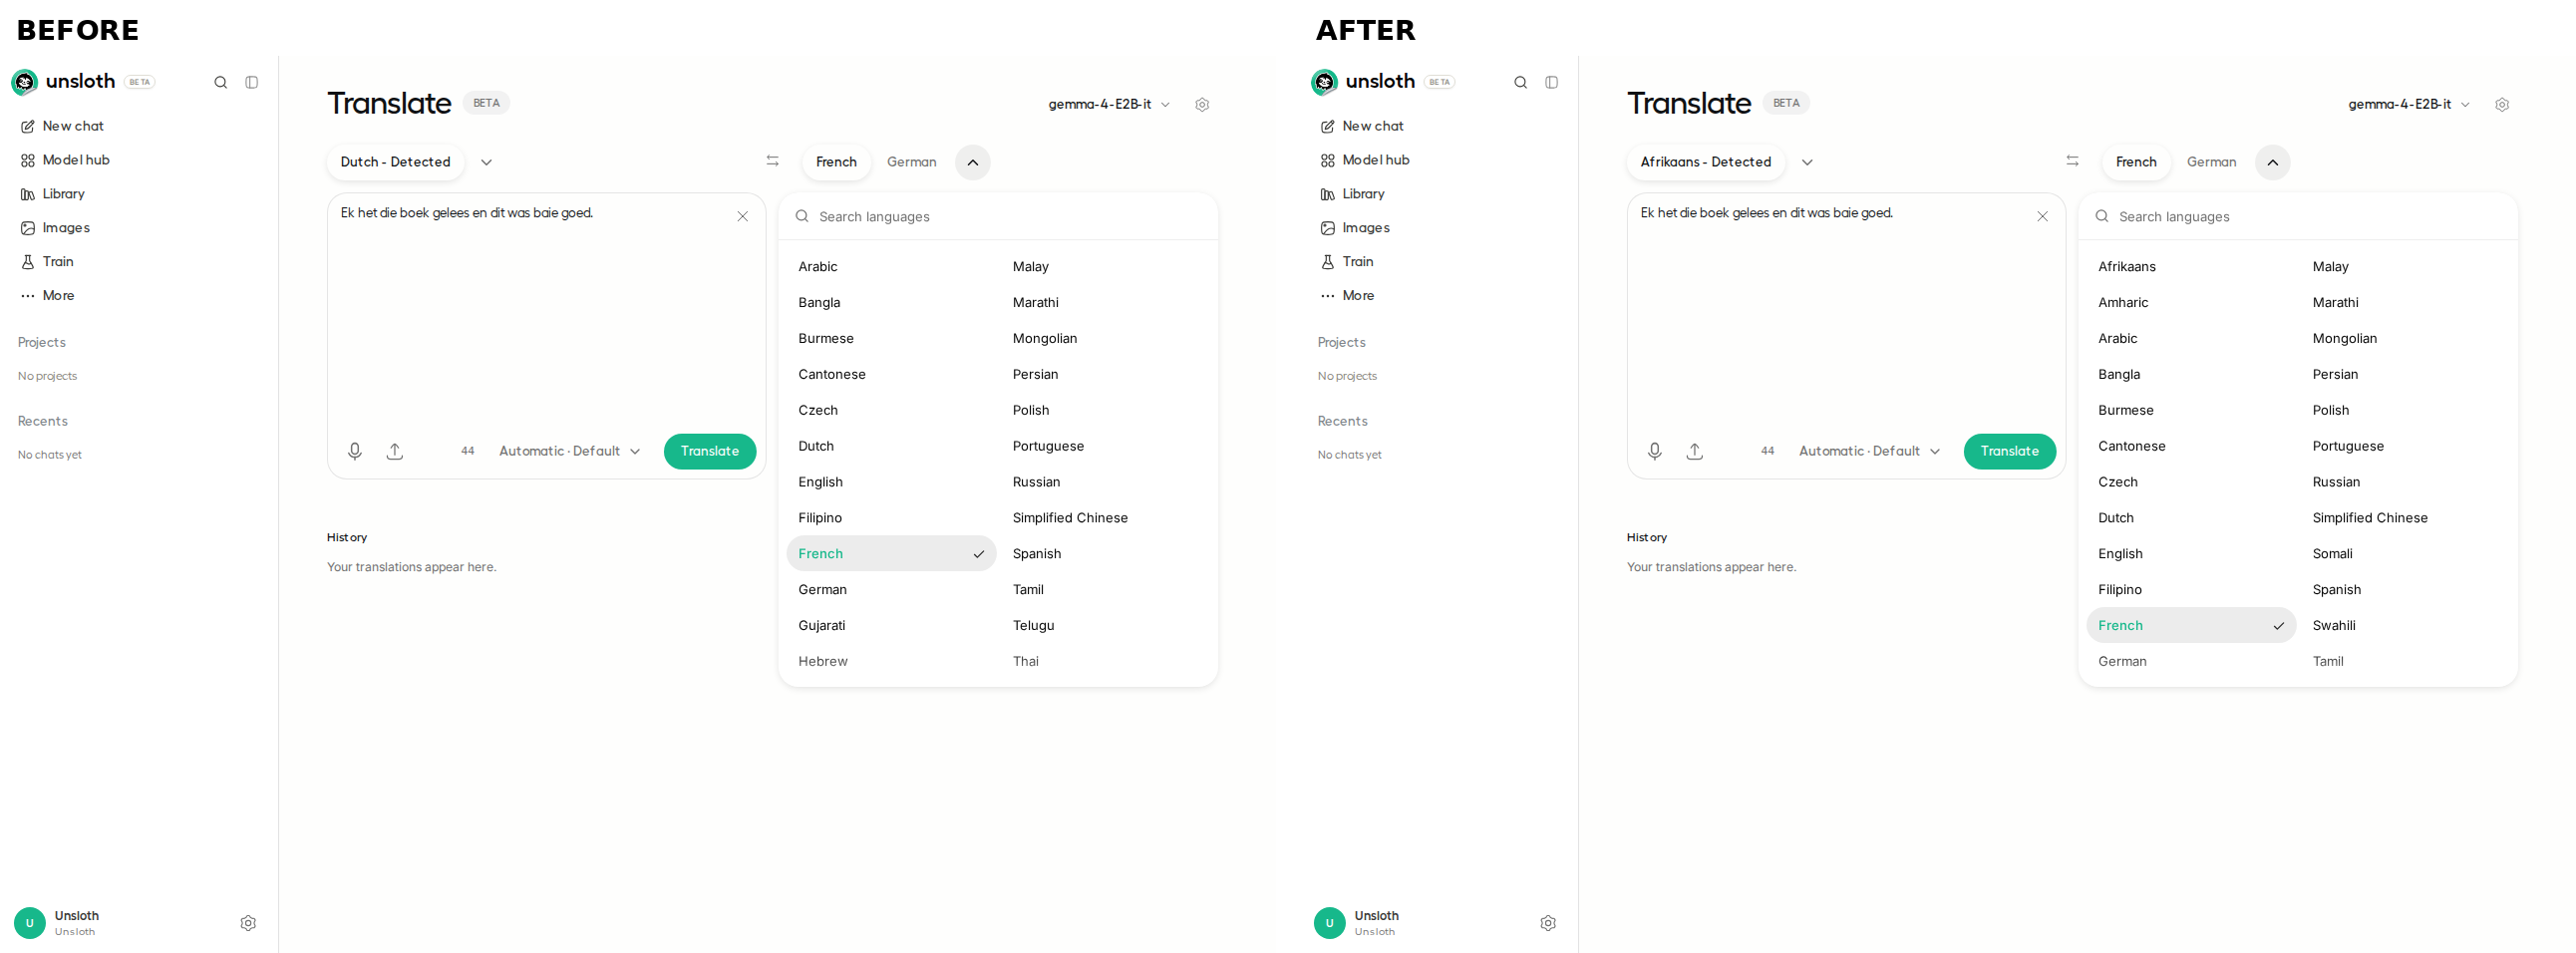 BEFORE
unsloth BETA
New chat
Model hub
Library
Images
Train
More
Projects
No projects
Recents
No chats yet
U
Unsloth
Unsloth
Translate BETA
gemma-4-E2B-it
Dutch - Detected
French German
Ek het die boek gelees en dit was baie goed.
44 Automatic · Default Translate
History
Your translations appear here.
Search languages
Arabic Malay
Bangla Marathi
Burmese Mongolian
Cantonese Persian
Czech Polish
Dutch Portuguese
English Russian
Filipino Simplified Chinese
French Spanish
German Tamil
Gujarati Telugu
Hebrew Thai
AFTER
unsloth BETA
New chat
Model hub
Library
Images
Train
More
Projects
No projects
Recents
No chats yet
U
Unsloth
Unsloth
Translate BETA
gemma-4-E2B-it
Afrikaans - Detected
French German
Ek het die boek gelees en dit was baie goed.
44 Automatic · Default Translate
History
Your translations appear here.
Search languages
Afrikaans Malay
Amharic Marathi
Arabic Mongolian
Bangla Persian
Burmese Polish
Cantonese Portuguese
Czech Russian
Dutch Simplified Chinese
English Somali
Filipino Spanish
French Swahili
German Tamil